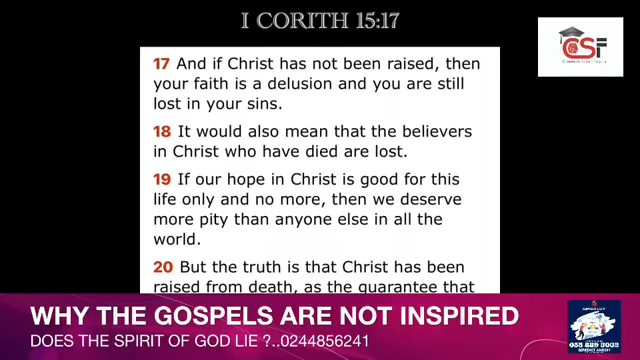 I CORITH 15:17
CSF
17 And if Christ has not been raised, then
your faith is a delusion and you are still
lost in your sins.
18 It would also mean that the believers
in Christ who have died are lost.
19 If our hope in Christ is good for this
life only and no more, then we deserve
more pity than anyone else in all the
world.
20 But the truth is that Christ has been
raised from death, as the guarantee that
WHY THE GOSPELS ARE NOT INSPIRED
DOES THE SPIRIT OF GOD LIE ?..0244856241